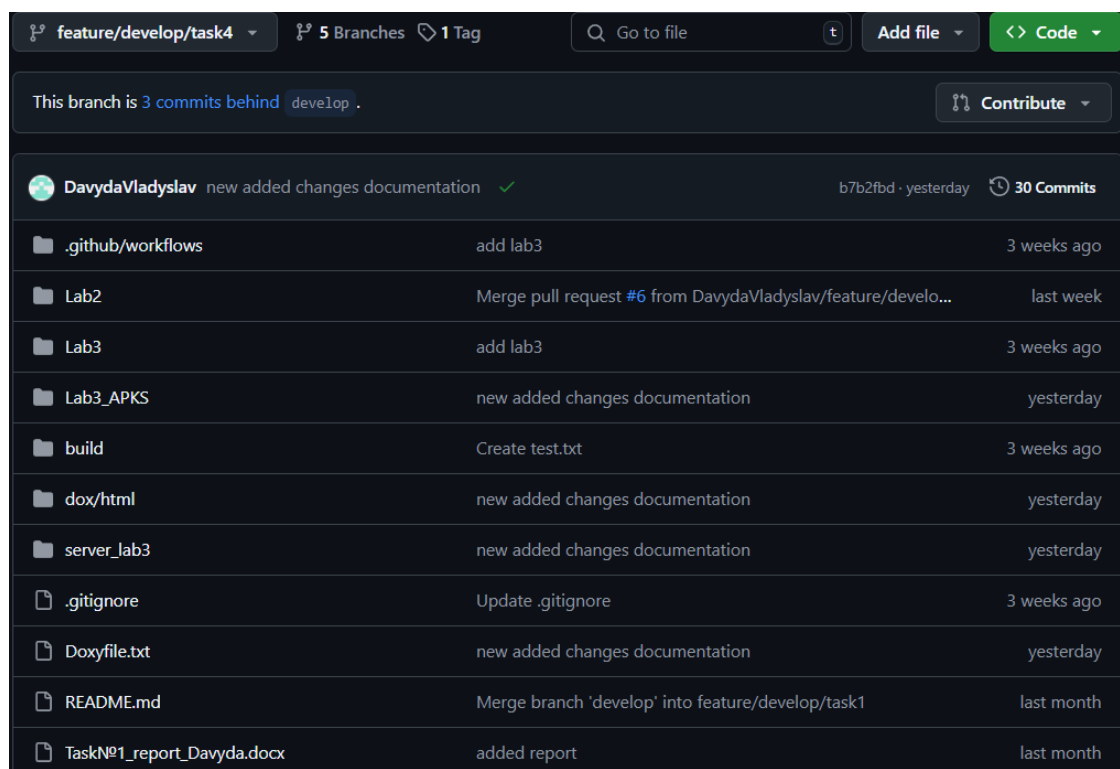 feature/develop/task4 5 Branches 1 Tag Go to file t Add file <> Code
This branch is 3 commits behind develop .
Contribute
DavydaVladyslav new added changes documentation b7b2fbd · yesterday 30 Commits
.github/workflows add lab3 3 weeks ago
Lab2 Merge pull request #6 from DavydaVladyslav/feature/develo... last week
Lab3 add lab3 3 weeks ago
Lab3_APKS new added changes documentation yesterday
build Create test.txt 3 weeks ago
dox/html new added changes documentation yesterday
server_lab3 new added changes documentation yesterday
.gitignore Update .gitignore 3 weeks ago
Doxyfile.txt new added changes documentation yesterday
README.md Merge branch 'develop' into feature/develop/task1 last month
Task№1_report_Davyda.docx added report last month